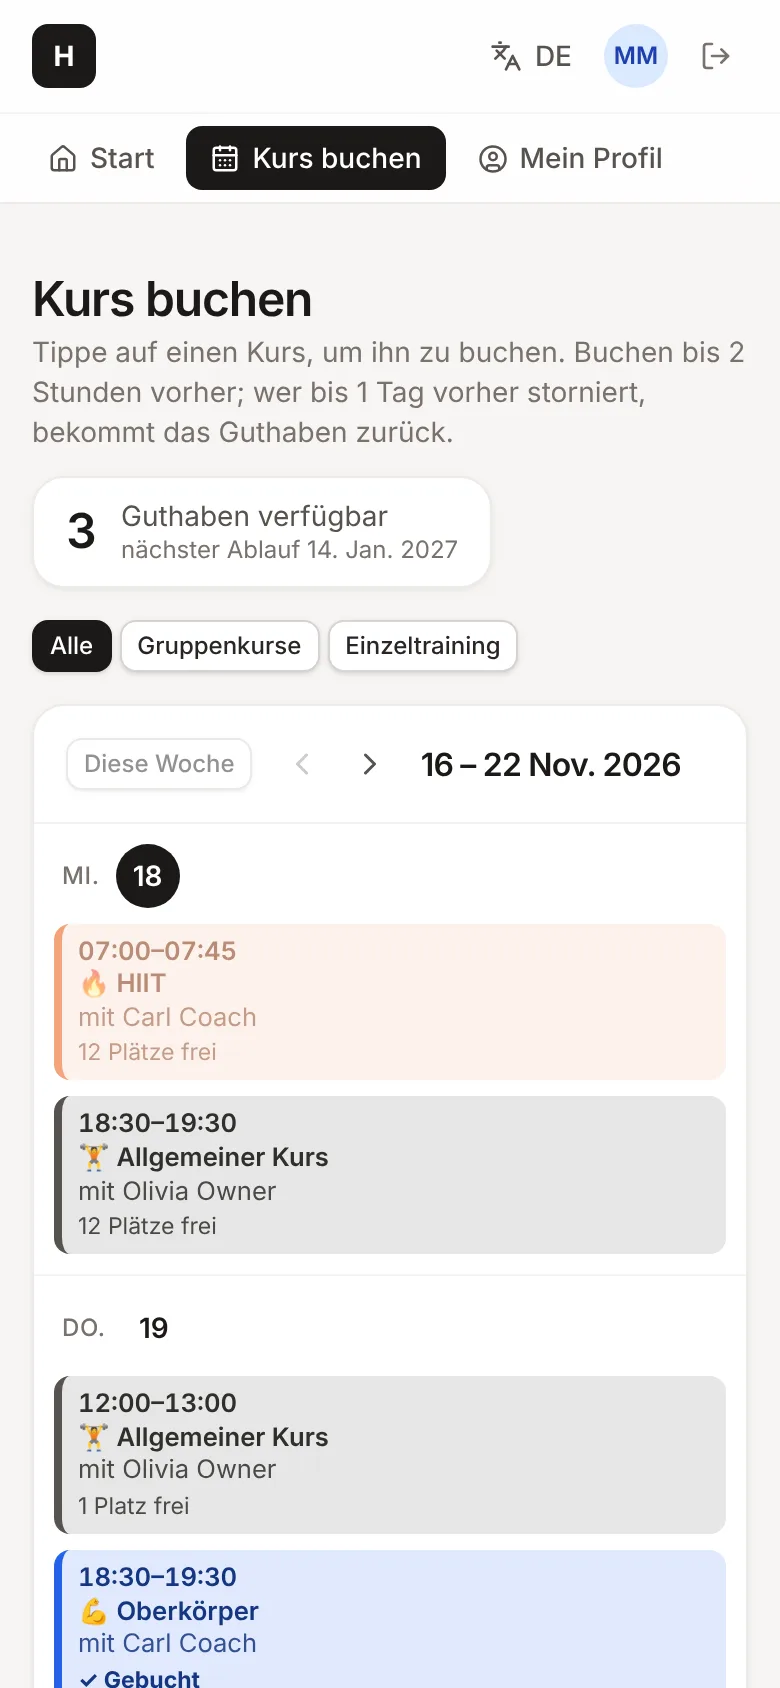 H
DE
MM
Start
Kurs buchen
Mein Profil
Kurs buchen
Tippe auf einen Kurs, um ihn zu buchen. Buchen bis 2
Stunden vorher; wer bis 1 Tag vorher storniert,
bekommt das Guthaben zurück.
3
Guthaben verfügbar
nächster Ablauf 14. Jan. 2027
Alle
Gruppenkurse
Einzeltraining
Diese Woche
16 – 22 Nov. 2026
MI.
18
07:00–07:45
🔥 HIIT
mit Carl Coach
12 Plätze frei
18:30–19:30
🏋️ Allgemeiner Kurs
mit Olivia Owner
12 Plätze frei
DO.
19
12:00–13:00
🏋️ Allgemeiner Kurs
mit Olivia Owner
1 Platz frei
18:30–19:30
💪 Oberkörper
mit Carl Coach
✓ Gebucht